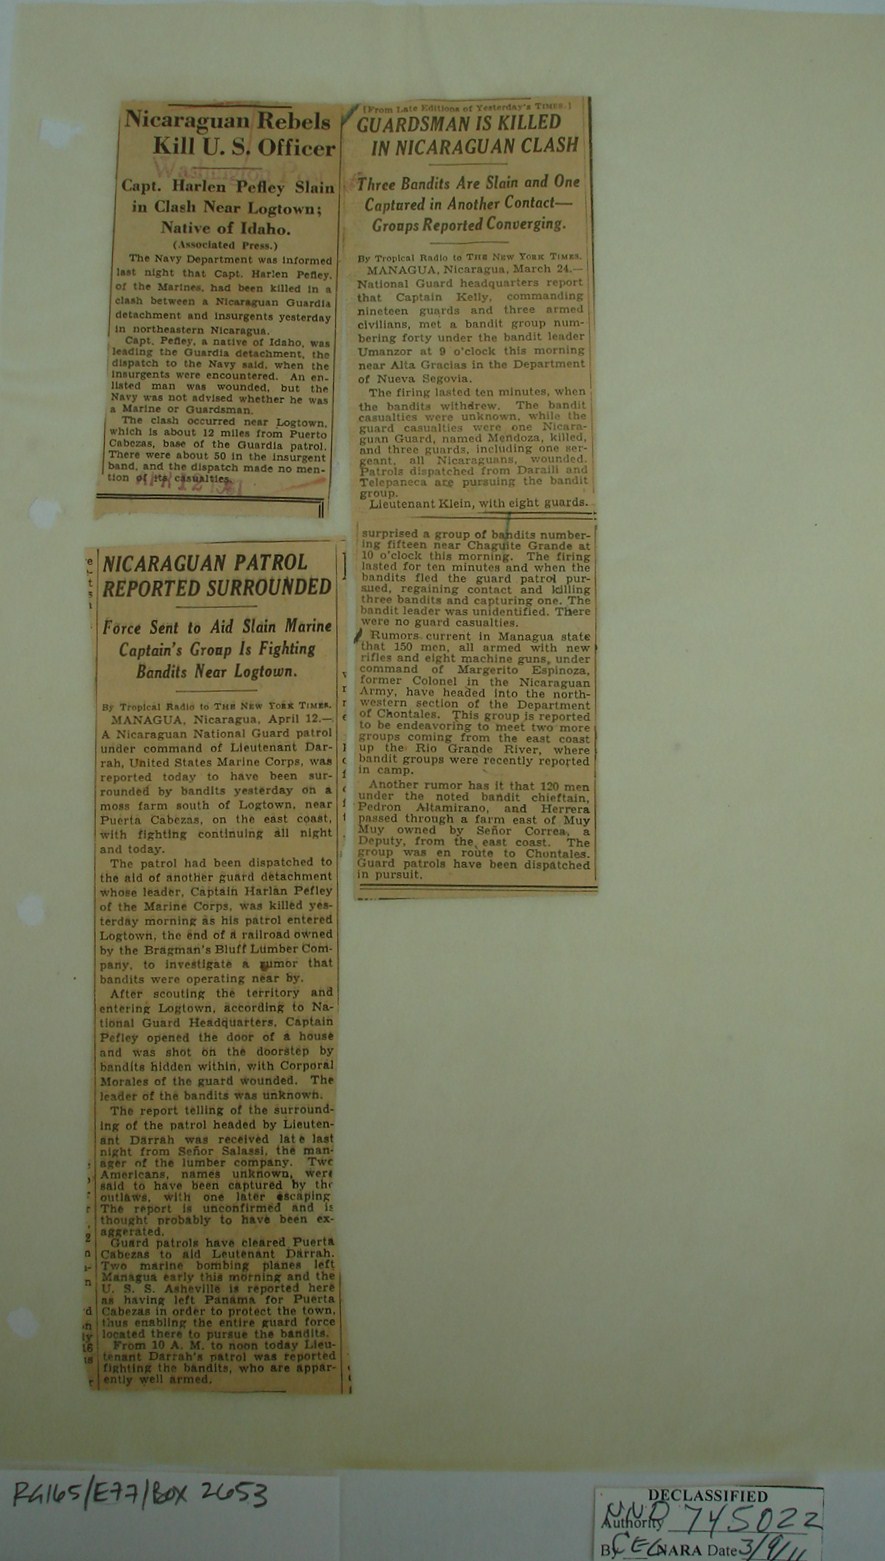 Nicaraguan Rebels
Kill U. S. Officer
Washington
Capt. Harlen Pefley Slain
in Clash Near Logtown;
Native of Idaho.
(Associated Press.)
The Navy Department was informed
last night that Capt. Harlen Pefley,
of the Marines, had been killed in a
clash between a Nicaraguan Guardia
detachment and insurgents yesterday
in northeastern Nicaragua.
Capt. Pefley, a native of Idaho, was
leading the Guardia detachment, the
dispatch to the Navy said, when the
insurgents were encountered. An en-
listed man was wounded, but the
Navy was not advised whether he was
a Marine or Guardsman.
The clash occurred near Logtown,
which is about 12 miles from Puerto
Cabezas, base of the Guardia patrol.
There were about 50 in the insurgent
band, and the dispatch made no men-
tion of its casualties.
NICARAGUAN PATROL
REPORTED SURROUNDED
Force Sent to Aid Slain Marine
Captain's Group Is Fighting
Bandits Near Logtown.
By Tropical Radio to THE NEW YORK TIMES.
MANAGUA, Nicaragua, April 12.—
A Nicaraguan National Guard patrol
under command of Lieutenant Dar-
rah, United States Marine Corps, was
reported today to have been sur-
rounded by bandits yesterday on a
moss farm south of Logtown, near
Puerta Cabezas, on the east coast,
with fighting continuing all night
and today.
The patrol had been dispatched to
the aid of another guard detachment
whose leader, Captain Harlan Pefley
of the Marine Corps, was killed yes-
terday morning as his patrol entered
Logtown, the end of a railroad owned
by the Bragman's Bluff Lumber Com-
pany, to investigate a rumor that
bandits were operating near by.
After scouting the territory and
entering Logtown, according to Na-
tional Guard Headquarters, Captain
Pefley opened the door of a house
and was shot on the doorstep by
bandits hidden within, with Corporal
Morales of the guard wounded. The
leader of the bandits was unknown.
The report telling of the surround-
ing of the patrol headed by Lieuten-
ant Darrah was received late last
night from Señor Salassi, the man-
ager of the lumber company. Two
Americans, names unknown, were
said to have been captured by the
outlaws, with one later escaping
The report is unconfirmed and is
thought probably to have been ex-
aggerated.
Guard patrols have cleared Puerta
Cabezas to aid Leutenant Darrah.
Two marine bombing planes left
Managua early this morning and the
U. S. S. Asheville is reported here
as having left Panama for Puerta
Cabezas in order to protect the town,
thus enabling the entire guard force
located there to pursue the bandits.
From 10 A. M. to noon today Lieu-
tenant Darrah's patrol was reported
fighting the bandits, who are appar-
ently well armed.
[From Late Editions of Yesterday's TIMES.]
GUARDSMAN IS KILLED
IN NICARAGUAN CLASH
Three Bandits Are Slain and One
Captured in Another Contact—
Groups Reported Converging.
By Tropical Radio to THE NEW YORK TIMES.
MANAGUA, Nicaragua, March 24.—
National Guard headquarters report
that Captain Kelly, commanding
nineteen guards and three armed
civilians, met a bandit group num-
bering forty under the bandit leader
Umanzor at 9 o'clock this morning
near Alta Gracias in the Department
of Nueva Segovia.
The firing lasted ten minutes, when
the bandits withdrew. The bandit
casualties were unknown, while the
guard casualties were one Nicara-
guan Guard, named Mendoza, killed,
and three guards, including one ser-
geant, all Nicaraguans, wounded.
Patrols dispatched from Daraili and
Telepaneca are pursuing the bandit
group.
Lieutenant Klein, with eight guards.
surprised a group of bandits number-
ing fifteen near Chaguite Grande at
10 o'clock this morning. The firing
lasted for ten minutes and when the
bandits fled the guard patrol pur-
sued, regaining contact and killing
three bandits and capturing one. The
bandit leader was unidentified. There
were no guard casualties.
Rumors current in Managua state
that 150 men, all armed with new
rifles and eight machine guns, under
command of Margerito Espinoza,
former Colonel in the Nicaraguan
Army, have headed into the north-
western section of the Department
of Chontales. This group is reported
to be endeavoring to meet two more
groups coming from the east coast
up the Rio Grande River, where
bandit groups were recently reported
in camp.
Another rumor has it that 120 men
under the noted bandit chieftain,
Pedron Altamirano, and Herrera
passed through a farm east of Muy
Muy owned by Señor Correa, a
Deputy, from the east coast. The
group was en route to Chontales.
Guard patrols have been dispatched
in pursuit.
RG165/E77/BOX 2653
DECLASSIFIED
Authority NND 745022
By CEG NARA Date 3/9/11